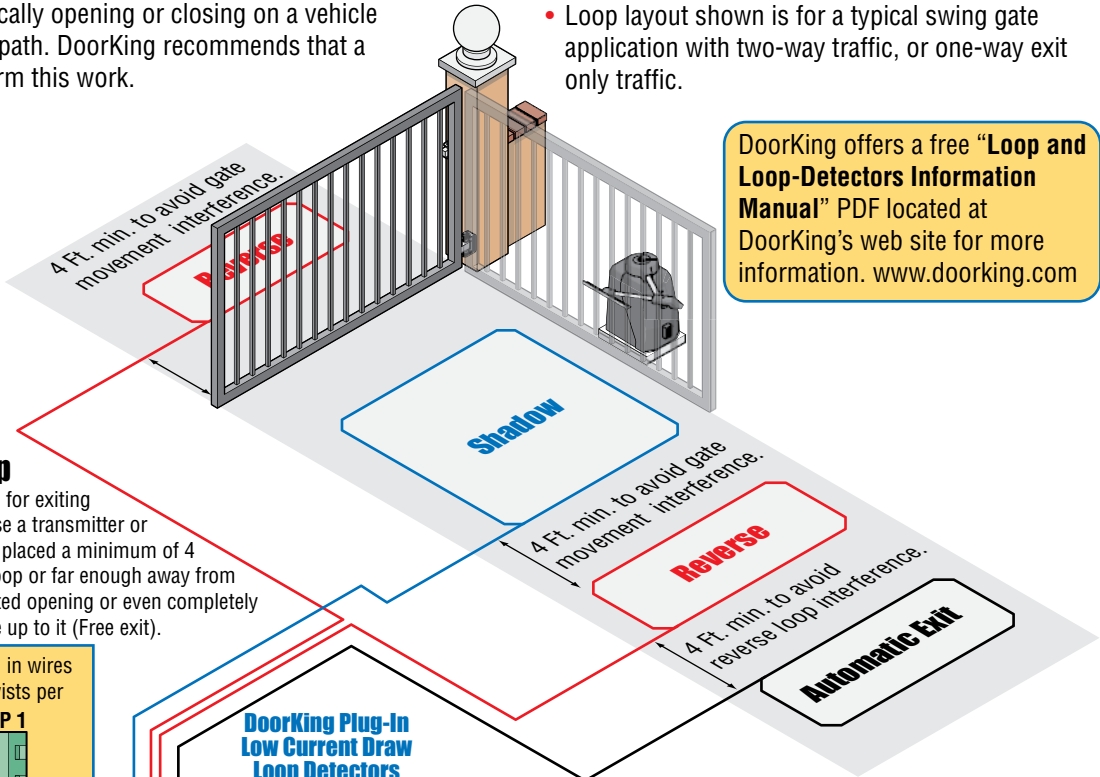 cally opening or closing on a vehicle
path. DoorKing recommends that a
rm this work.
• Loop layout shown is for a typical swing gate
application with two-way traffic, or one-way exit
only traffic.
DoorKing offers a free “Loop and
Loop-Detectors Information
Manual” PDF located at
DoorKing's web site for more
information. www.doorking.com
4 Ft. min. to avoid gate
movement interference.
Reverse
Shadow
4 Ft. min. to avoid gate
movement interference.
Reverse
4 Ft. min. to avoid
reverse loop interference.
Automatic Exit
p
for exiting
se a transmitter or
placed a minimum of 4
oop or far enough away from
ted opening or even completely
e up to it (Free exit).
in wires
ists per
P 1
DoorKing Plug-In
Low Current Draw
Loop Detectors